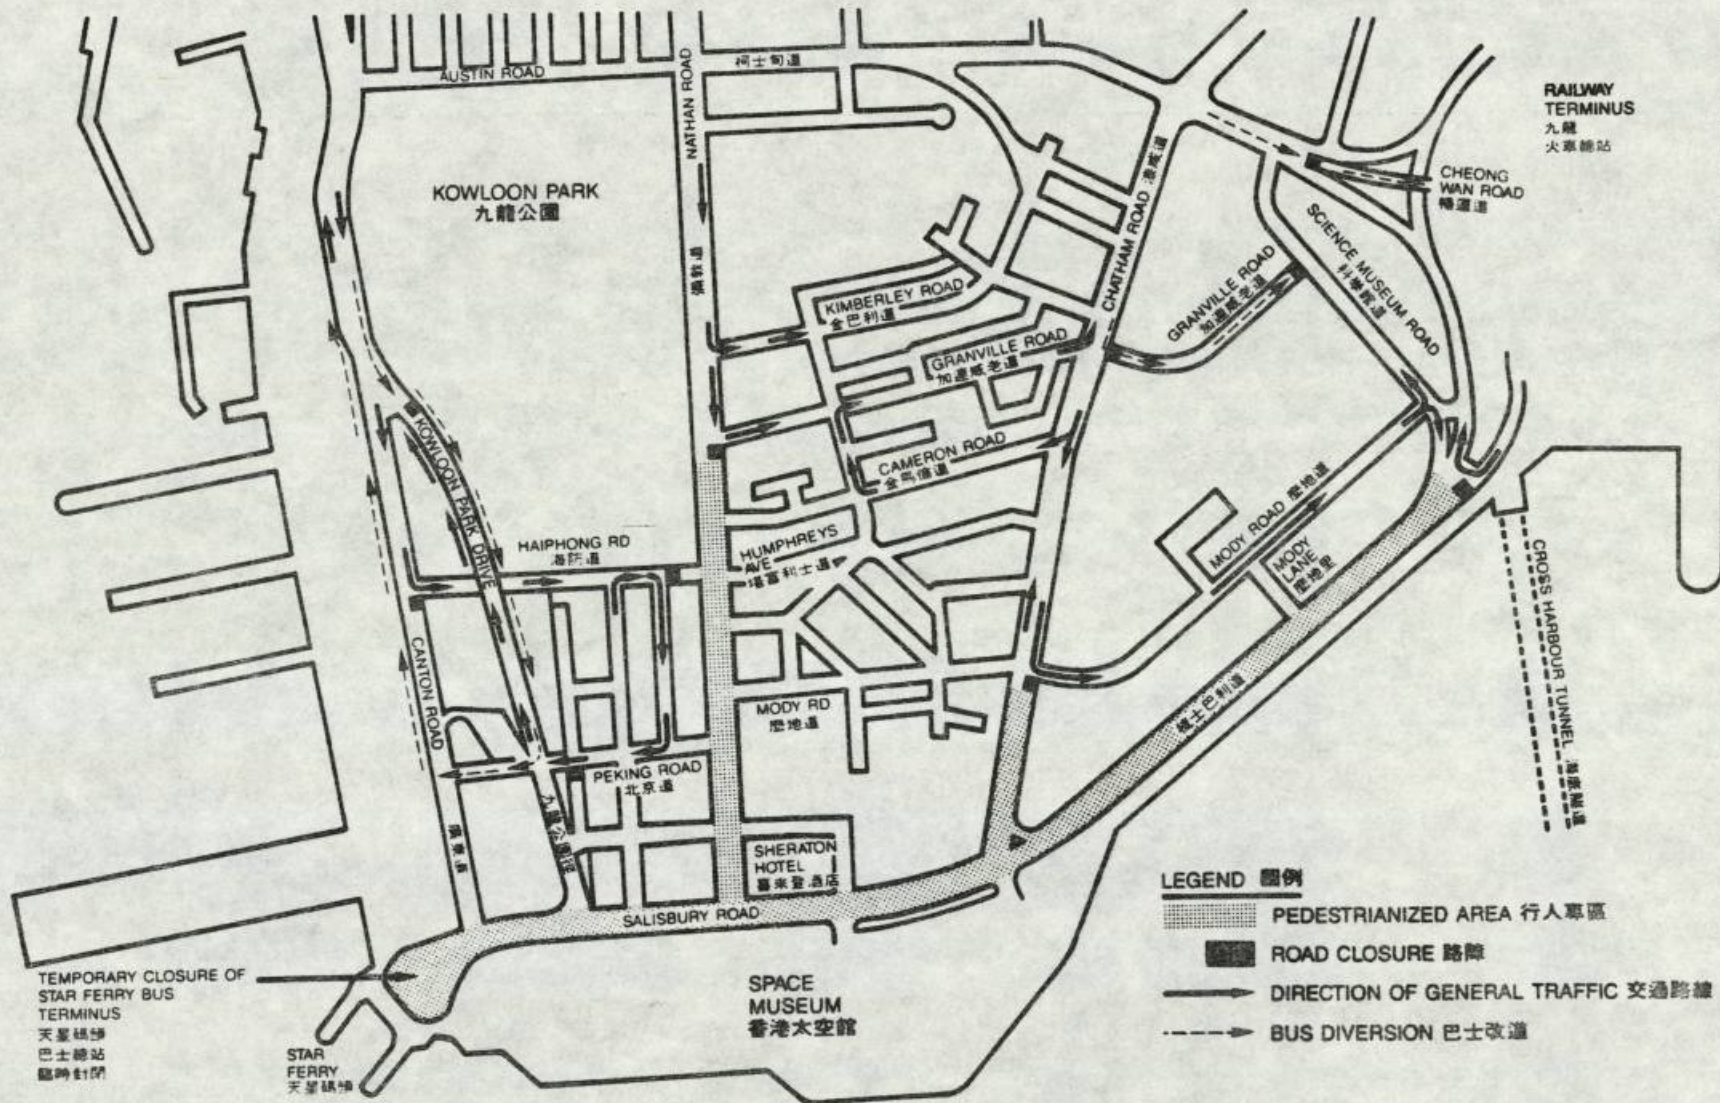 AUSTIN ROAD
柯士甸道
NATHAN ROAD
彌敦道
KOWLOON PARK
九龍公園
RAILWAY
TERMINUS
九龍
火車總站
CHEONG
WAN ROAD
暢運道
CHATHAM ROAD 漆咸道
SCIENCE MUSEUM ROAD
科學館道
GRANVILLE ROAD
加連威老道
KIMBERLEY ROAD
金巴利道
GRANVILLE ROAD
加連威老道
CAMERON ROAD
金馬倫道
KOWLOON PARK DRIVE
九龍公園徑
HAIPHONG RD
海防道
HUMPHREYS
AVE
堪富利士道
MODY ROAD 麼地道
MODY
LANE
麼地里
CROSS HARBOUR TUNNEL 海底隧道
CANTON ROAD
廣東道
MODY RD
麼地道
梳士巴利道
PEKING ROAD
北京道
SHERATON
HOTEL
喜來登酒店
SALISBURY ROAD
TEMPORARY CLOSURE OF
STAR FERRY BUS
TERMINUS
天星碼頭
巴士總站
臨時封閉
STAR
FERRY
天星碼頭
SPACE
MUSEUM
香港太空館
LEGEND 圖例
PEDESTRIANIZED AREA 行人專區
ROAD CLOSURE 路障
DIRECTION OF GENERAL TRAFFIC 交通路線
BUS DIVERSION 巴士改道